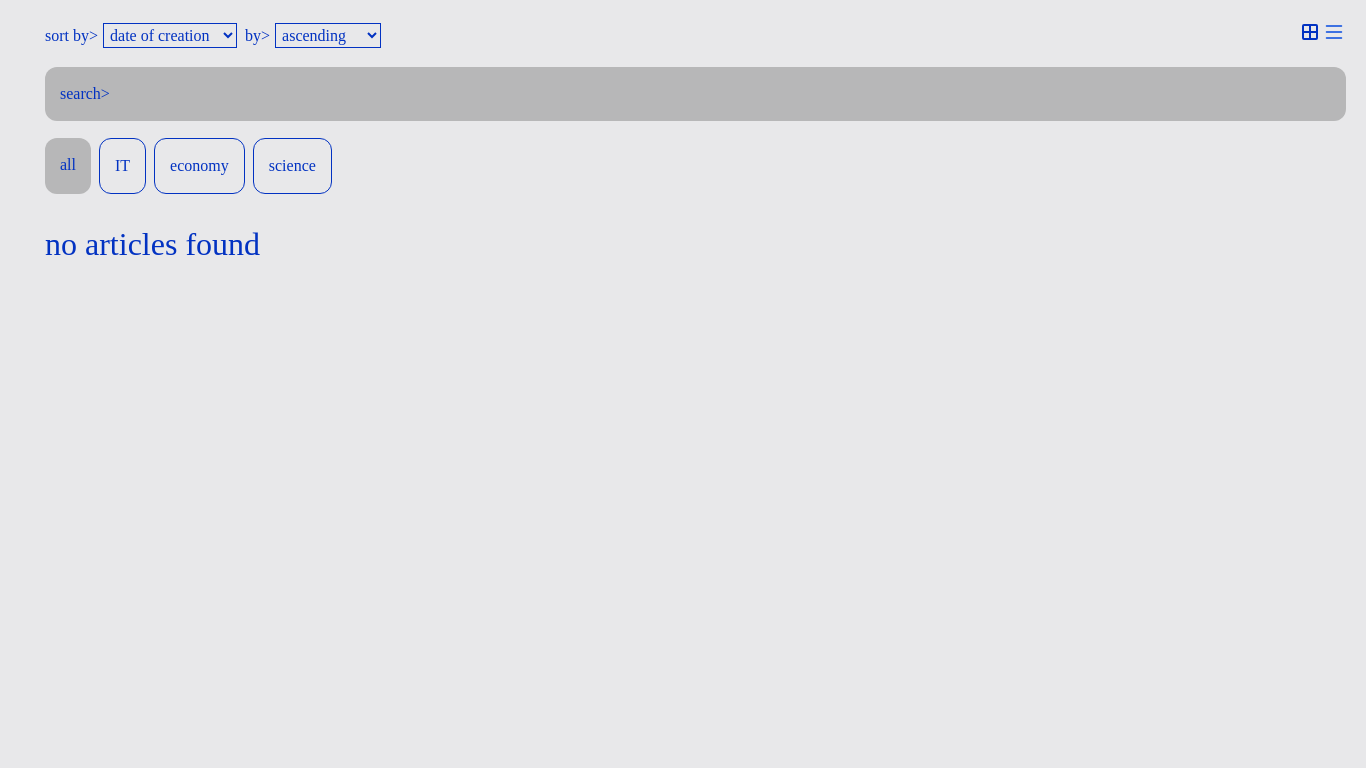 sort by> date of creation by> ascending
search>
all IT economy science
no articles found